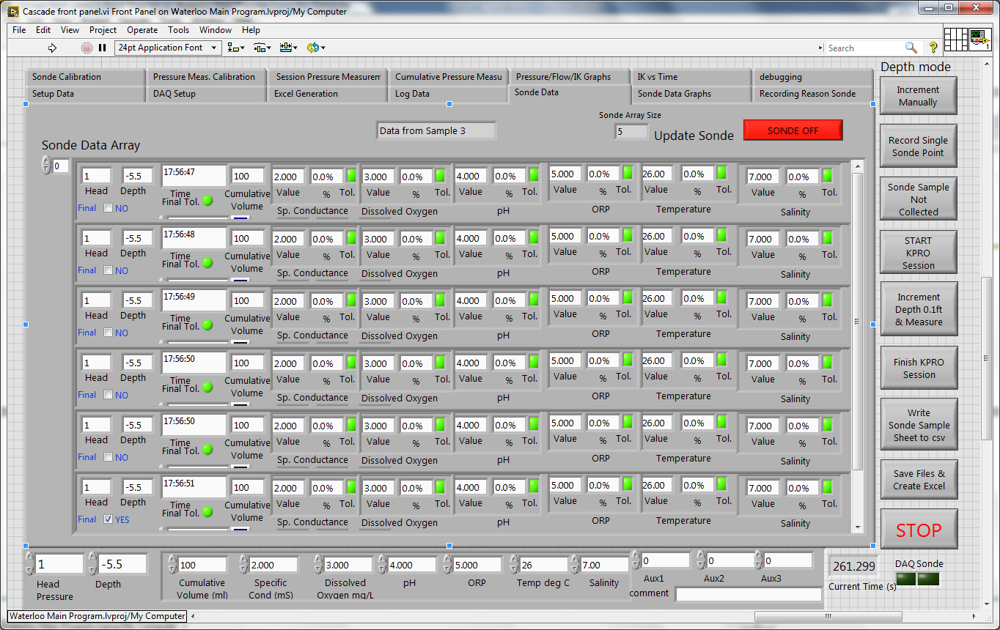 Cascade front panel.vi Front Panel on Waterloo Main Program.lvproj/My Computer
File Edit View Project Operate Tools Window Help
24pt Application Font
Search
?
1
Sonde Calibration Pressure Meas. Calibration Session Pressure Measurem Cumulative Pressure Measu Pressure/Flow/IK Graphs IK vs Time debugging
Setup Data DAQ Setup Excel Generation Log Data Sonde Data Sonde Data Graphs Recording Reason Sonde
Data from Sample 3
Sonde Array Size
5
Update Sonde
SONDE OFF
Sonde Data Array
0
1 -5.5 17:56:47 100 2.000 0.0% 3.000 0.0% 4.000 0.0% 5.000 0.0% 26.00 0.0% 7.000 0.0%
Head Depth Time Cumulative Value % Tol. Value % Tol. Value % Tol. Value % Tol. Value % Tol. Value % Tol.
Final NO Final Tol. Volume Sp. Conductance Dissolved Oxygen pH ORP Temperature Salinity
1 -5.5 17:56:48 100 2.000 0.0% 3.000 0.0% 4.000 0.0% 5.000 0.0% 26.00 0.0% 7.000 0.0%
Head Depth Time Cumulative Value % Tol. Value % Tol. Value % Tol. Value % Tol. Value % Tol. Value % Tol.
Final NO Final Tol. Volume Sp. Conductance Dissolved Oxygen pH ORP Temperature Salinity
1 -5.5 17:56:49 100 2.000 0.0% 3.000 0.0% 4.000 0.0% 5.000 0.0% 26.00 0.0% 7.000 0.0%
Head Depth Time Cumulative Value % Tol. Value % Tol. Value % Tol. Value % Tol. Value % Tol. Value % Tol.
Final NO Final Tol. Volume Sp. Conductance Dissolved Oxygen pH ORP Temperature Salinity
1 -5.5 17:56:50 100 2.000 0.0% 3.000 0.0% 4.000 0.0% 5.000 0.0% 26.00 0.0% 7.000 0.0%
Head Depth Time Cumulative Value % Tol. Value % Tol. Value % Tol. Value % Tol. Value % Tol. Value % Tol.
Final NO Final Tol. Volume Sp. Conductance Dissolved Oxygen pH ORP Temperature Salinity
1 -5.5 17:56:50 100 2.000 0.0% 3.000 0.0% 4.000 0.0% 5.000 0.0% 26.00 0.0% 7.000 0.0%
Head Depth Time Cumulative Value % Tol. Value % Tol. Value % Tol. Value % Tol. Value % Tol. Value % Tol.
Final NO Final Tol. Volume Sp. Conductance Dissolved Oxygen pH ORP Temperature Salinity
1 -5.5 17:56:51 100 2.000 0.0% 3.000 0.0% 4.000 0.0% 5.000 0.0% 26.00 0.0% 7.000 0.0%
Head Depth Time Cumulative Value % Tol. Value % Tol. Value % Tol. Value % Tol. Value % Tol. Value % Tol.
Final YES Final Tol. Volume Sp. Conductance Dissolved Oxygen pH ORP Temperature Salinity
Depth mode
Increment
Manually
Record Single
Sonde Point
Sonde Sample
Not
Collected
START
KPRO
Session
Increment
Depth 0.1ft
& Measure
Finish KPRO
Session
Write
Sonde Sample
Sheet to csv
Save Files &
Create Excel
STOP
1 -5.5 100 2.000 3.000 4.000 5.000 26 7.00 0 0 0
Head Depth Cumulative Specific Dissolved pH ORP Temp deg C Salinity Aux1 Aux2 Aux3
Pressure Volume (ml) Cond (mS) Oxygen mg/L comment
261.299
Current Time (s)
DAQ Sonde
Waterloo Main Program.lvproj/My Computer